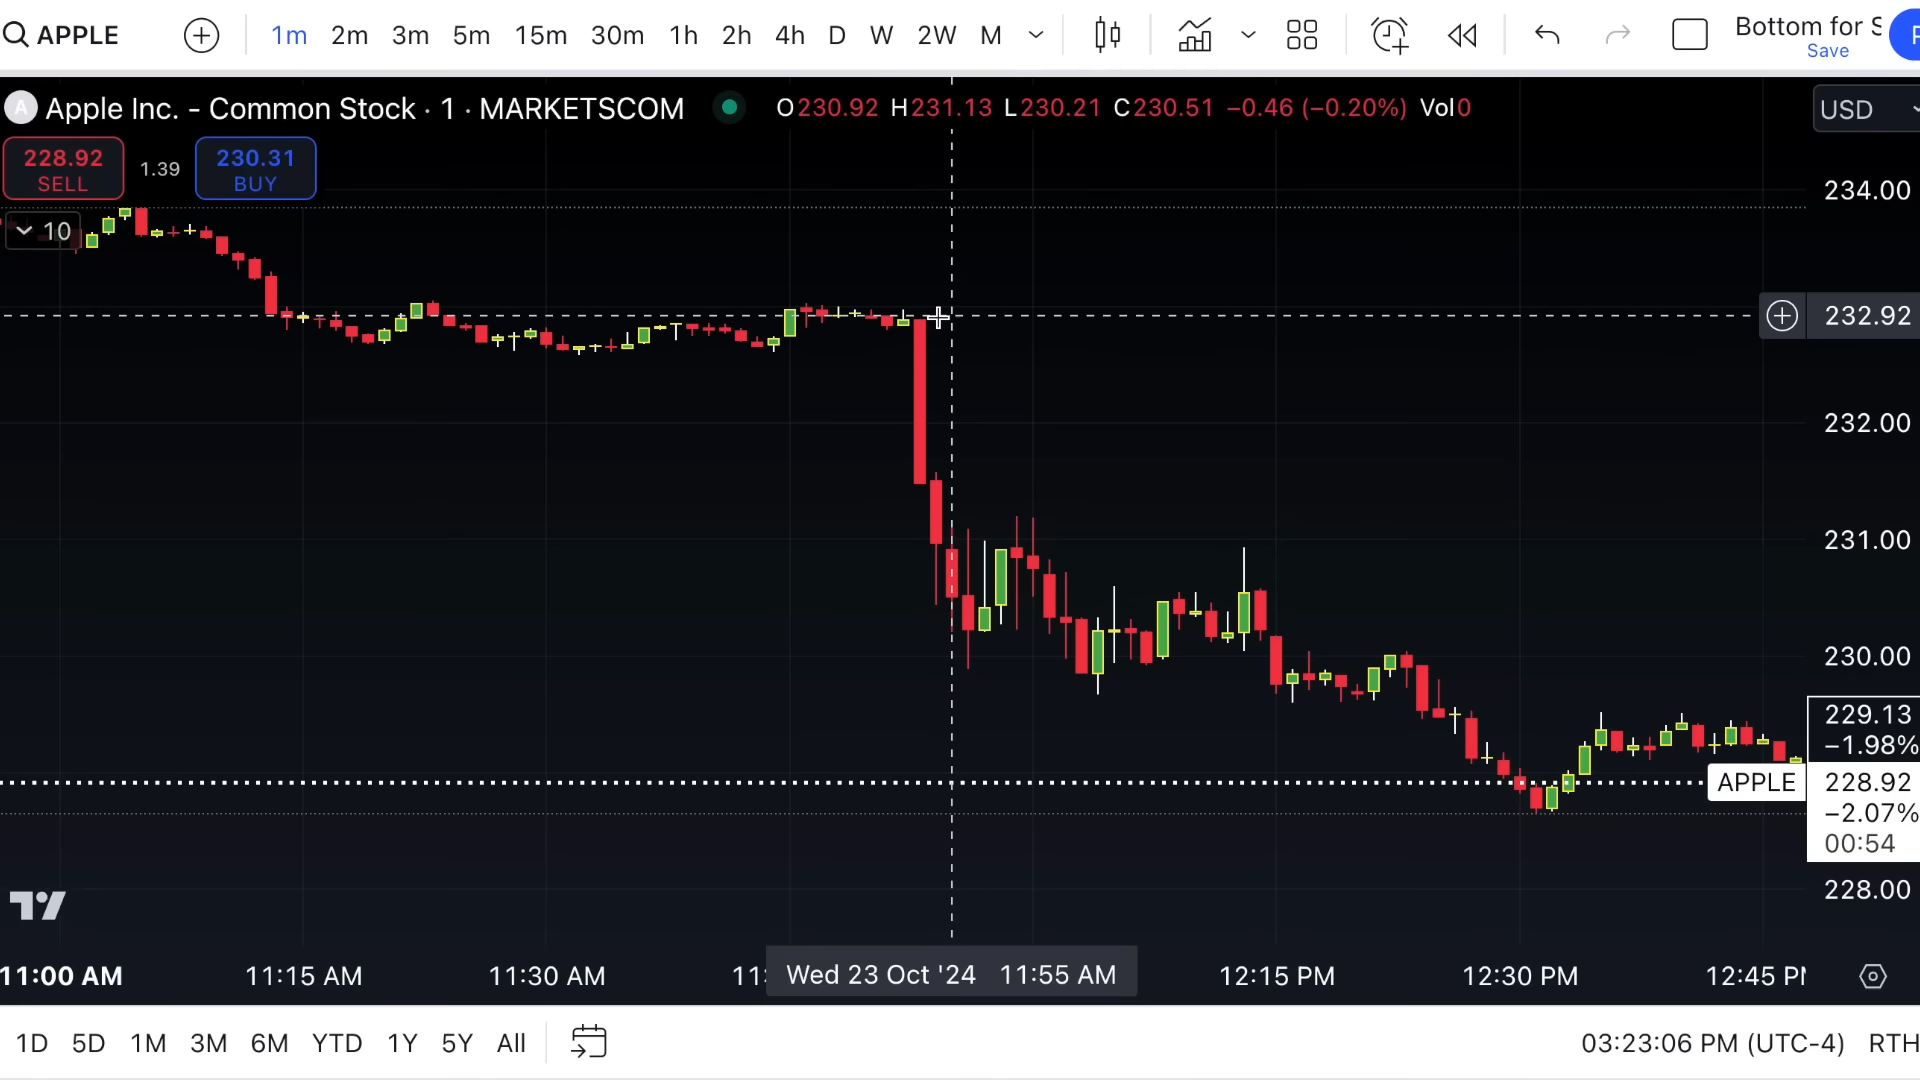 APPLE 1m 2m 3m 5m 15m 30m 1h 2h 4h D W 2W M Bottom for S
Save
A Apple Inc. - Common Stock · 1 · MARKETSCOM O230.92 H231.13 L230.21 C230.51 −0.46 (−0.20%) Vol0 USD
228.92 1.39 230.31
SELL BUY
234.00
10
232.92
232.00
231.00
230.00
229.13
−1.98%
APPLE 228.92
−2.07%
00:54
228.00
11:00 AM 11:15 AM 11:30 AM 11: Wed 23 Oct '24 11:55 AM 12:15 PM 12:30 PM 12:45 PM
1D 5D 1M 3M 6M YTD 1Y 5Y All 03:23:06 PM (UTC-4) RTH